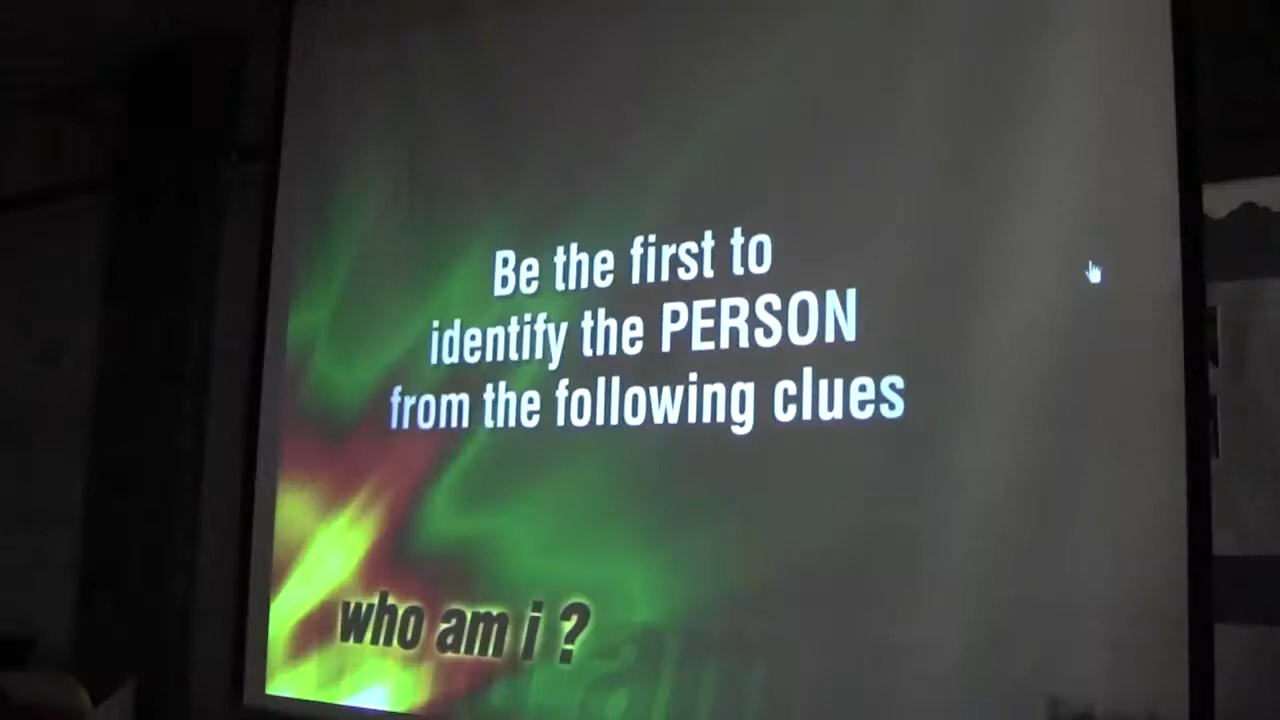 Be the first to
identify the PERSON
from the following clues
who am i ?